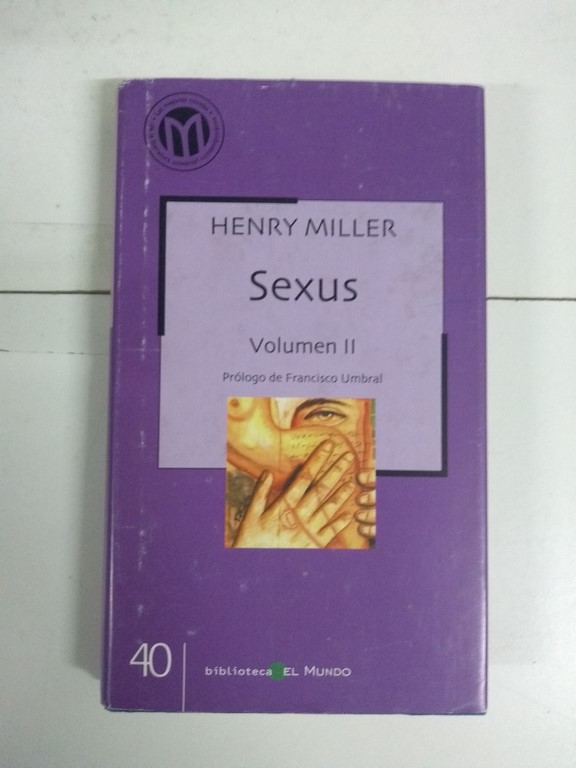 M
HENRY MILLER
Sexus
Volumen II
Prólogo de Francisco Umbral
40
biblioteca EL MUNDO